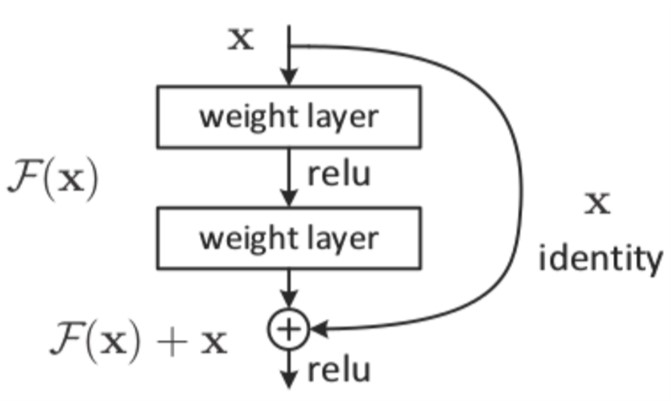 x
weight layer
relu
F(x)
weight layer
x
identity
F(x) + x
+
relu